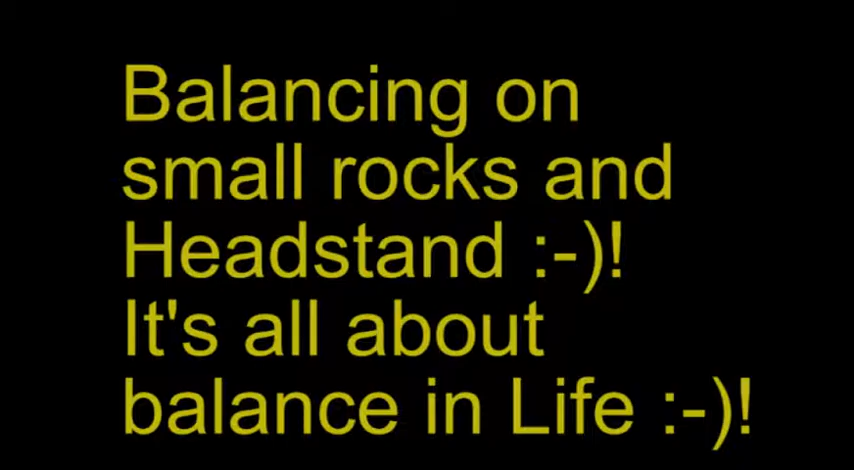 Balancing on
small rocks and
Headstand :-)!
It's all about
balance in Life :-)!